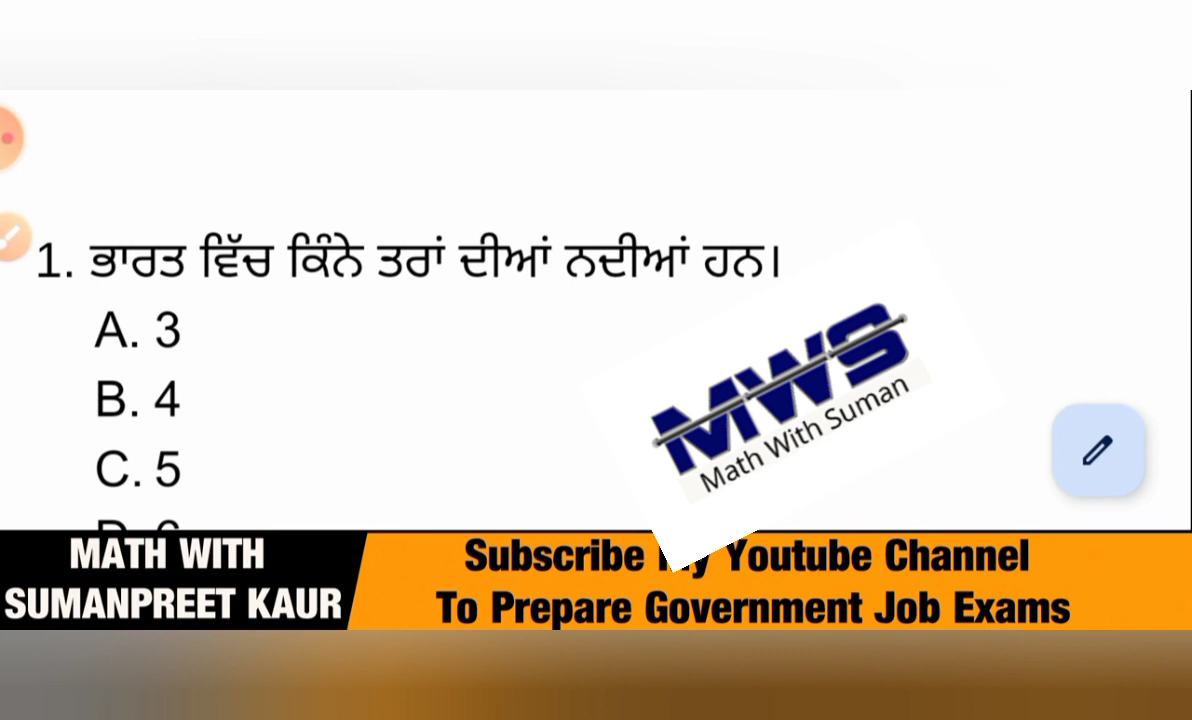 1. ਭਾਰਤ ਵਿੱਚ ਕਿੰਨੇ ਤਰਾਂ ਦੀਆਂ ਨਦੀਆਂ ਹਨ।
A. 3
B. 4
C. 5
MWS
Math With Suman
MATH WITH
SUMANPREET KAUR
Subscribe My Youtube Channel
To Prepare Government Job Exams